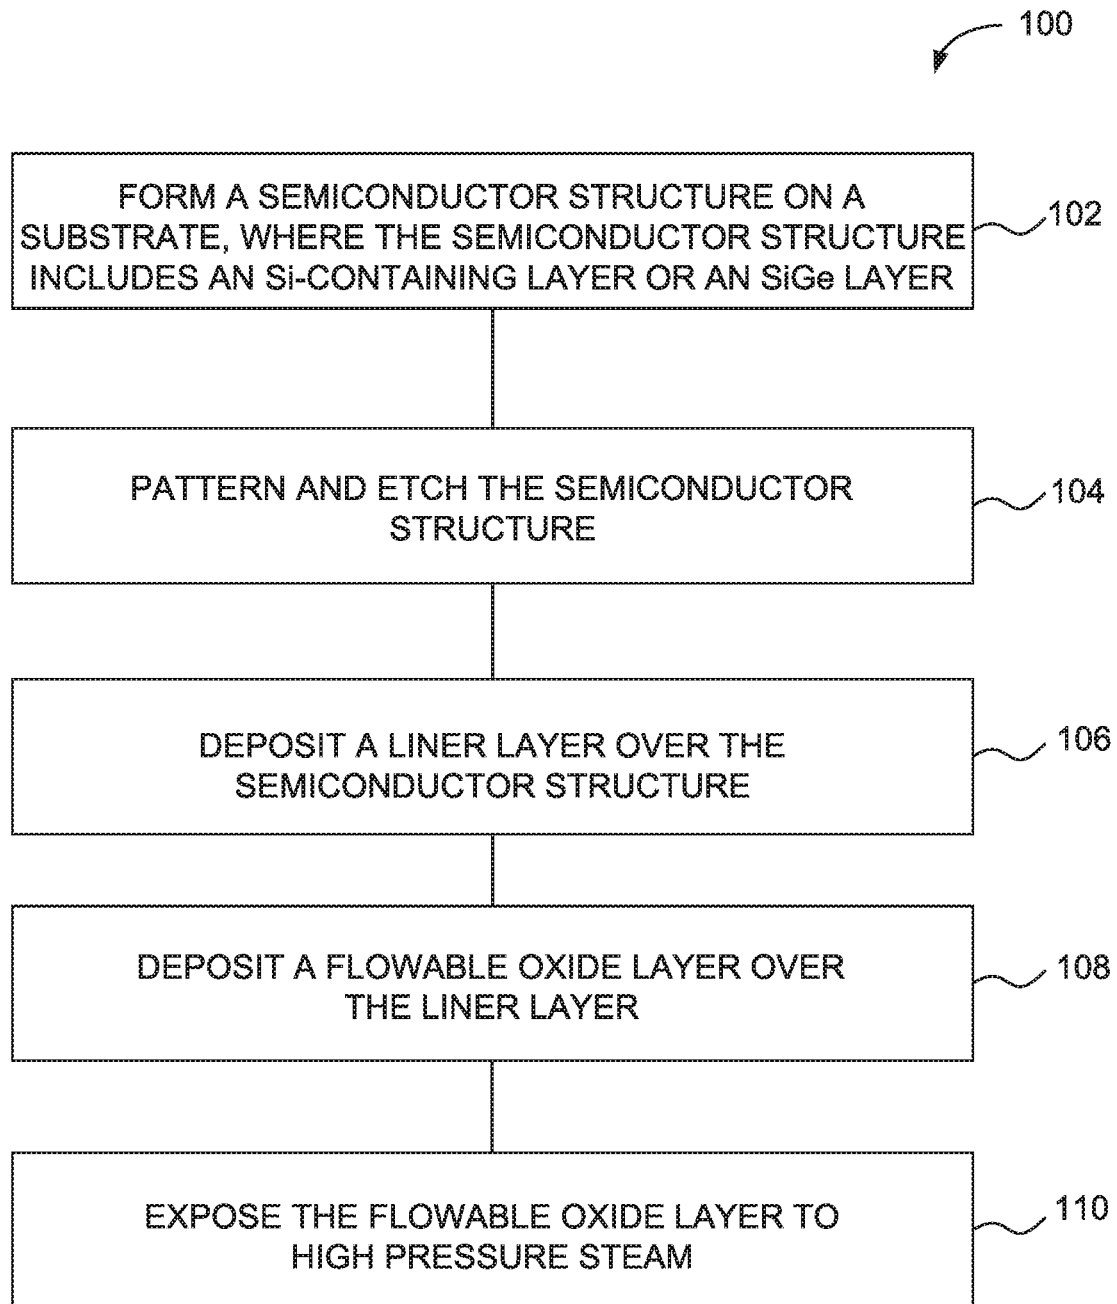 100
FORM A SEMICONDUCTOR STRUCTURE ON A
SUBSTRATE, WHERE THE SEMICONDUCTOR STRUCTURE
INCLUDES AN Si-CONTAINING LAYER OR AN SiGe LAYER
102
PATTERN AND ETCH THE SEMICONDUCTOR
STRUCTURE
104
DEPOSIT A LINER LAYER OVER THE
SEMICONDUCTOR STRUCTURE
106
DEPOSIT A FLOWABLE OXIDE LAYER OVER
THE LINER LAYER
108
EXPOSE THE FLOWABLE OXIDE LAYER TO
HIGH PRESSURE STEAM
110